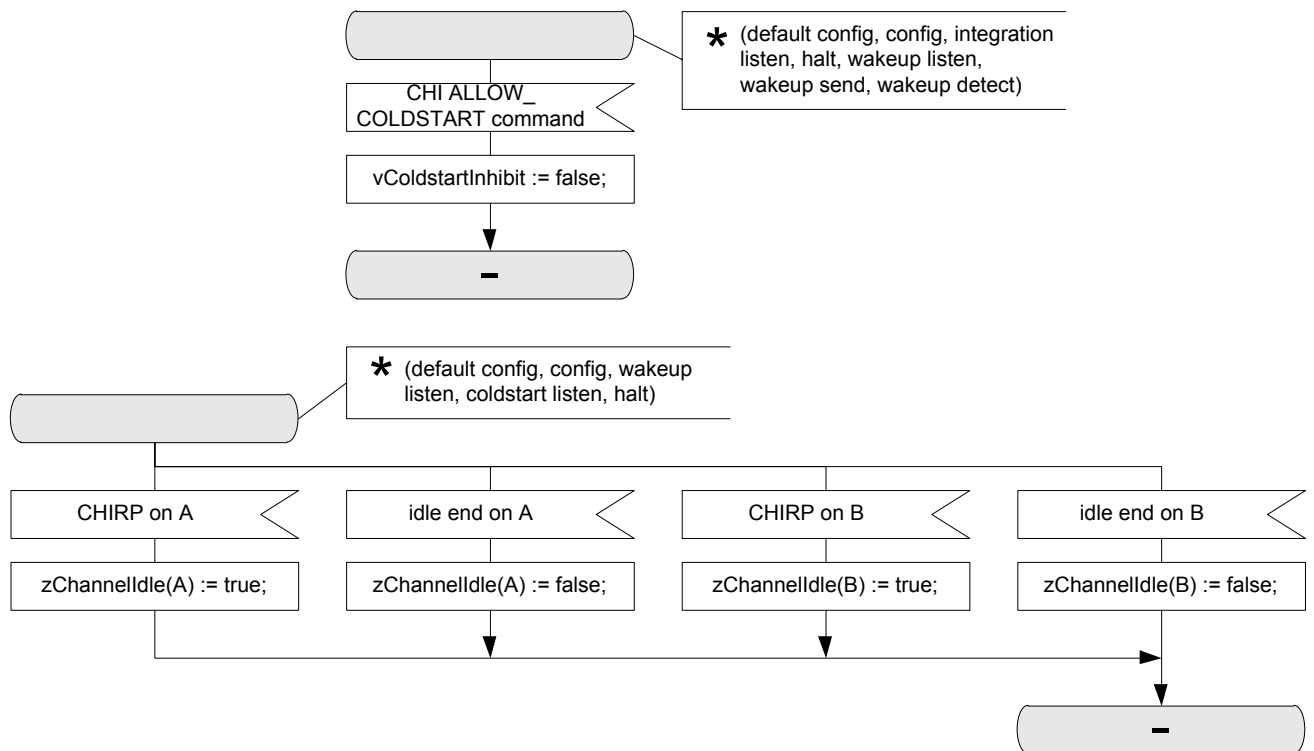 * (default config, config, integration
listen, halt, wakeup listen,
wakeup send, wakeup detect)
CHI ALLOW_
COLDSTART command
vColdstartInhibit := false;
-
* (default config, config, wakeup
listen, coldstart listen, halt)
CHIRP on A
idle end on A
CHIRP on B
idle end on B
zChannelIdle(A) := true;
zChannelIdle(A) := false;
zChannelIdle(B) := true;
zChannelIdle(B) := false;
-